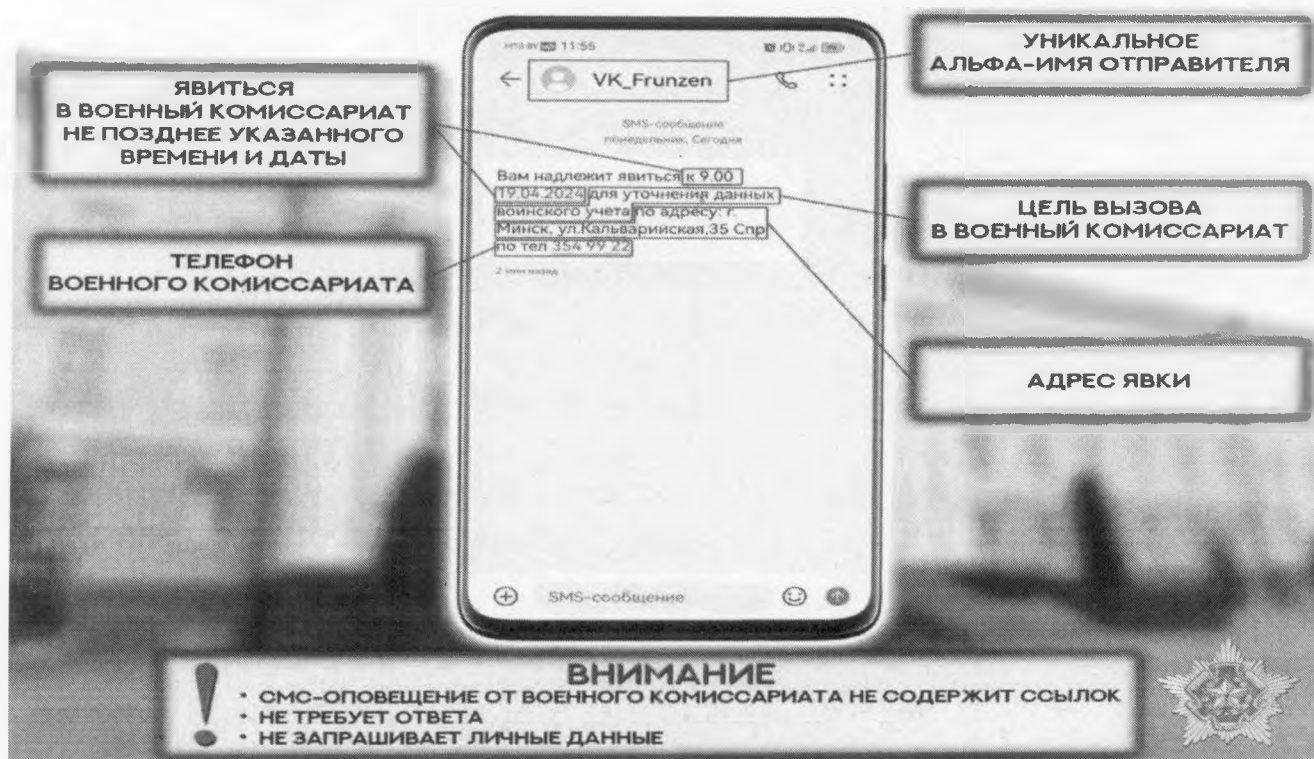 ЯВИТЬСЯ
В ВОЕННЫЙ КОМИССАРИАТ
НЕ ПОЗДНЕЕ УКАЗАННОГО
ВРЕМЕНИ И ДАТЫ
ТЕЛЕФОН
ВОЕННОГО КОМИССАРИАТА
11:55
VK_Frunzen
SMS-сообщение
понедельник, Сегодня
Вам надлежит явиться к 9.00
19.04.2024 для уточнения данных
воинского учета по адресу: г.
Минск, ул.Кальварийская,35 Спр
по тел 354 99 22
2 мин назад
SMS-сообщение
УНИКАЛЬНОЕ
АЛЬФА-ИМЯ ОТПРАВИТЕЛЯ
ЦЕЛЬ ВЫЗОВА
В ВОЕННЫЙ КОМИССАРИАТ
АДРЕС ЯВКИ
ВНИМАНИЕ
• СМС-ОПОВЕЩЕНИЕ ОТ ВОЕННОГО КОМИССАРИАТА НЕ СОДЕРЖИТ ССЫЛОК
• НЕ ТРЕБУЕТ ОТВЕТА
• НЕ ЗАПРАШИВАЕТ ЛИЧНЫЕ ДАННЫЕ